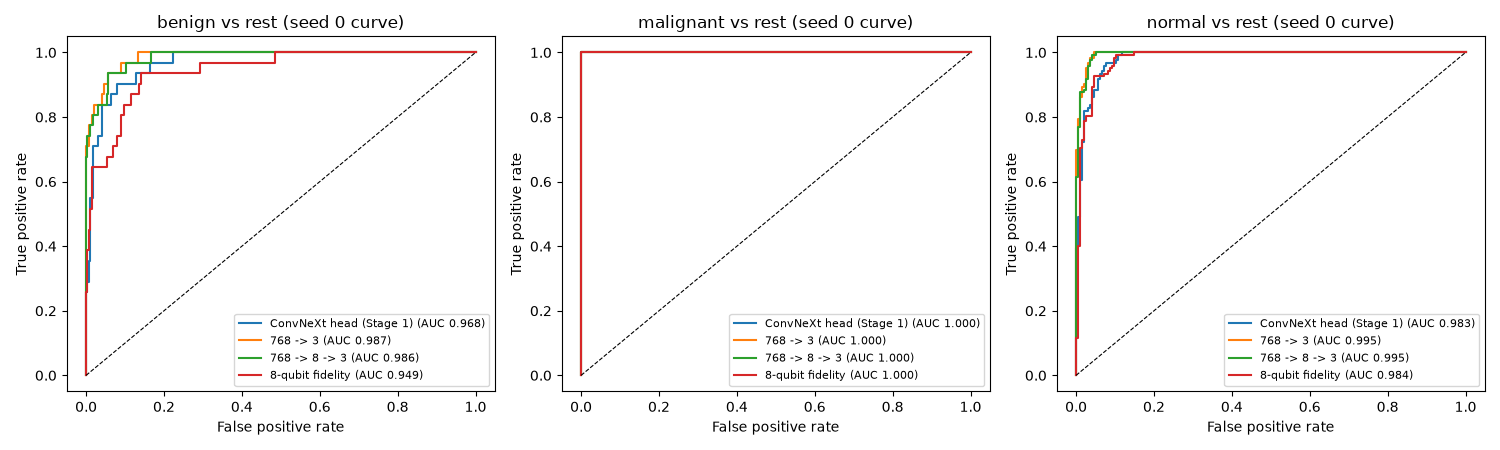 benign vs rest (seed 0 curve)
True positive rate
1.0
0.8
0.6
0.4
0.2
0.0
ConvNeXt head (Stage 1) (AUC 0.968)
768 -> 3 (AUC 0.987)
768 -> 8 -> 3 (AUC 0.986)
8-qubit fidelity (AUC 0.949)
0.0 0.2 0.4 0.6 0.8 1.0
False positive rate
malignant vs rest (seed 0 curve)
True positive rate
1.0
0.8
0.6
0.4
0.2
0.0
ConvNeXt head (Stage 1) (AUC 1.000)
768 -> 3 (AUC 1.000)
768 -> 8 -> 3 (AUC 1.000)
8-qubit fidelity (AUC 1.000)
0.0 0.2 0.4 0.6 0.8 1.0
False positive rate
normal vs rest (seed 0 curve)
True positive rate
1.0
0.8
0.6
0.4
0.2
0.0
ConvNeXt head (Stage 1) (AUC 0.983)
768 -> 3 (AUC 0.995)
768 -> 8 -> 3 (AUC 0.995)
8-qubit fidelity (AUC 0.984)
0.0 0.2 0.4 0.6 0.8 1.0
False positive rate